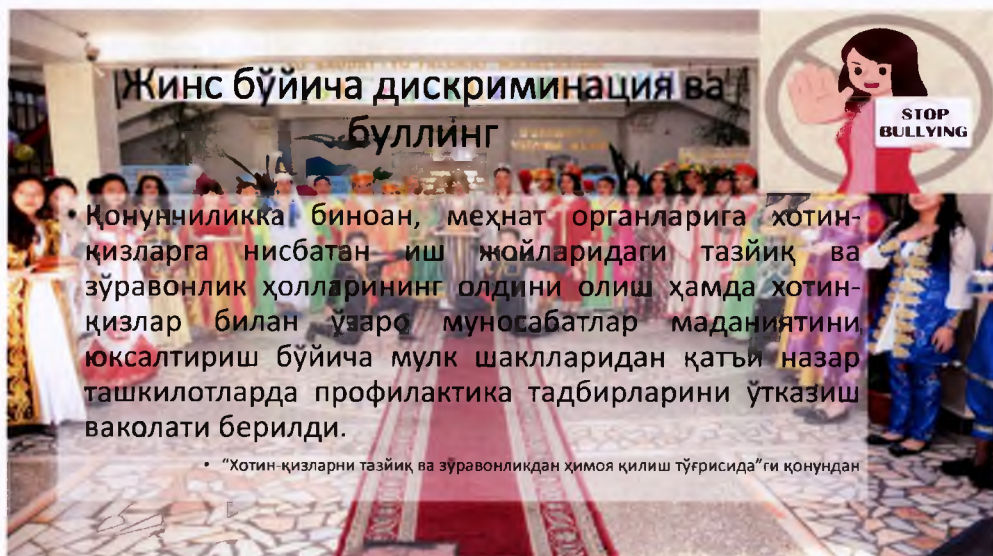 Жинс бўйича дискриминация ва
буллинг
STOP
BULLYING
• Қонунчиликка биноан, меҳнат органларига хотин-
қизларга нисбатан иш жойларидаги тазйиқ ва
зўравонлик ҳолларининг олдини олиш ҳамда хотин-
қизлар билан ўзаро муносабатлар маданиятини
юксалтириш бўйича мулк шаклларидан қатъи назар
ташкилотларда профилактика тадбирларини ўтказиш
ваколати берилди.
• “Хотин-қизларни тазйиқ ва зўравонликдан ҳимоя қилиш тўғрисида”ги қонундан